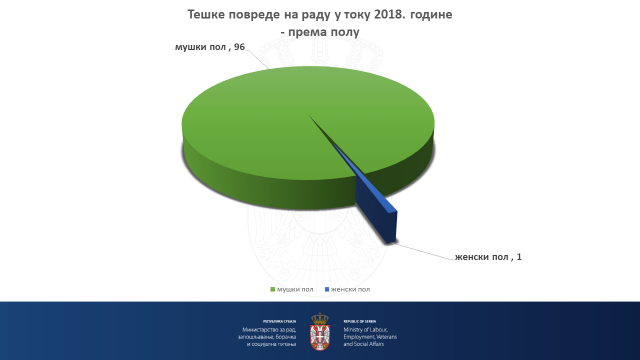 Тешке повреде на раду у току 2018. године
- према полу
мушки пол , 96
женски пол , 1
мушки пол
женски пол
РЕПУБЛИКА СРБИЈА
Министарство за рад,
запошљавање, борачка
и социјална питања
REPUBLIC OF SERBIA
Ministry of Labour,
Employment, Veterans
and Social Affairs